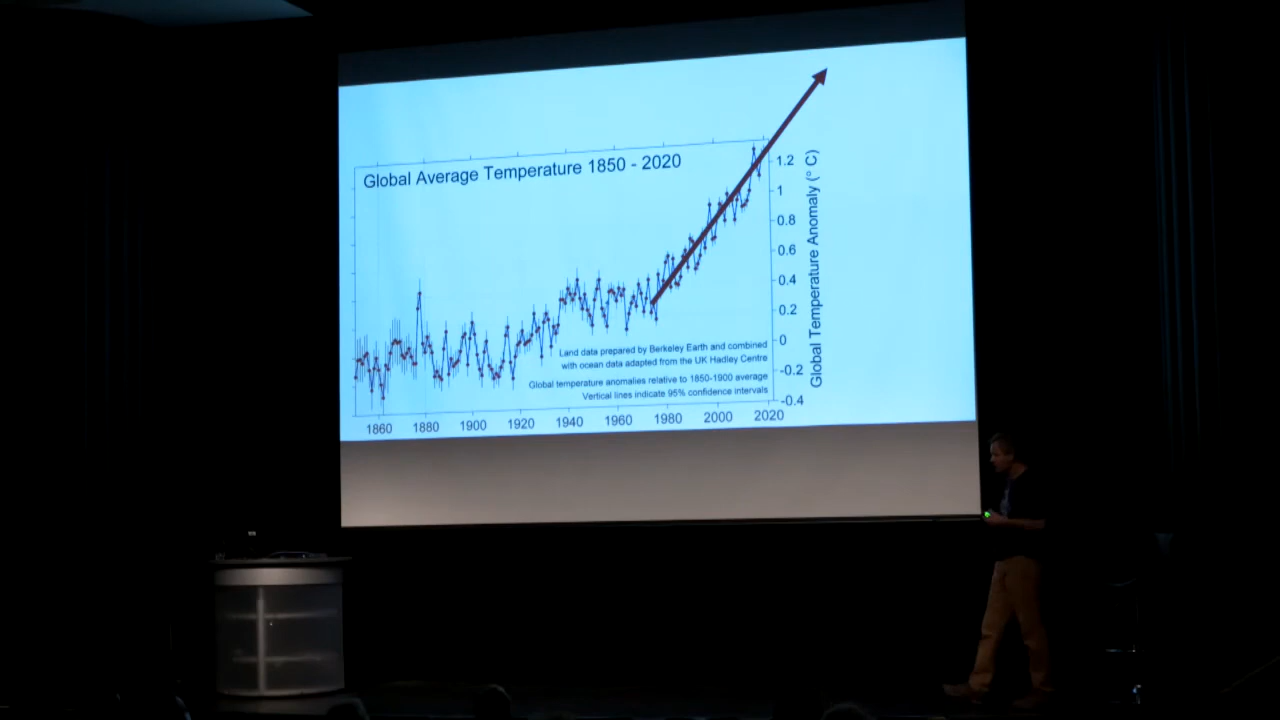 Global Average Temperature 1850 - 2020
1.2
1
0.8
0.6
0.4
0.2
0
-0.2
-0.4
Global Temperature Anomaly (° C)
Land data prepared by Berkeley Earth and combined
with ocean data adapted from the UK Hadley Centre
Global temperature anomalies relative to 1850-1900 average
Vertical lines indicate 95% confidence intervals
1860 1880 1900 1920 1940 1960 1980 2000 2020